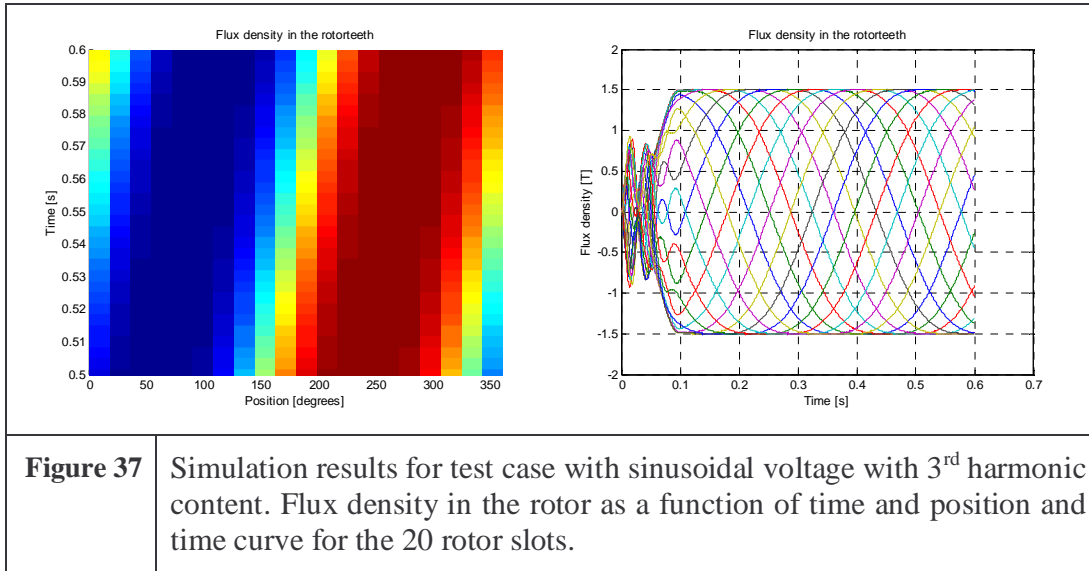 Flux density in the rotorteeth
0.6
0.59
0.58
0.57
0.56
0.55
0.54
0.53
0.52
0.51
0.5
Time [s]
0 50 100 150 200 250 300 350
Position [degrees]
Flux density in the rotorteeth
2
1.5
1
0.5
0
-0.5
-1
-1.5
-2
Flux density [T]
0 0.1 0.2 0.3 0.4 0.5 0.6 0.7
Time [s]
Figure 37
Simulation results for test case with sinusoidal voltage with 3rd harmonic
content. Flux density in the rotor as a function of time and position and
time curve for the 20 rotor slots.